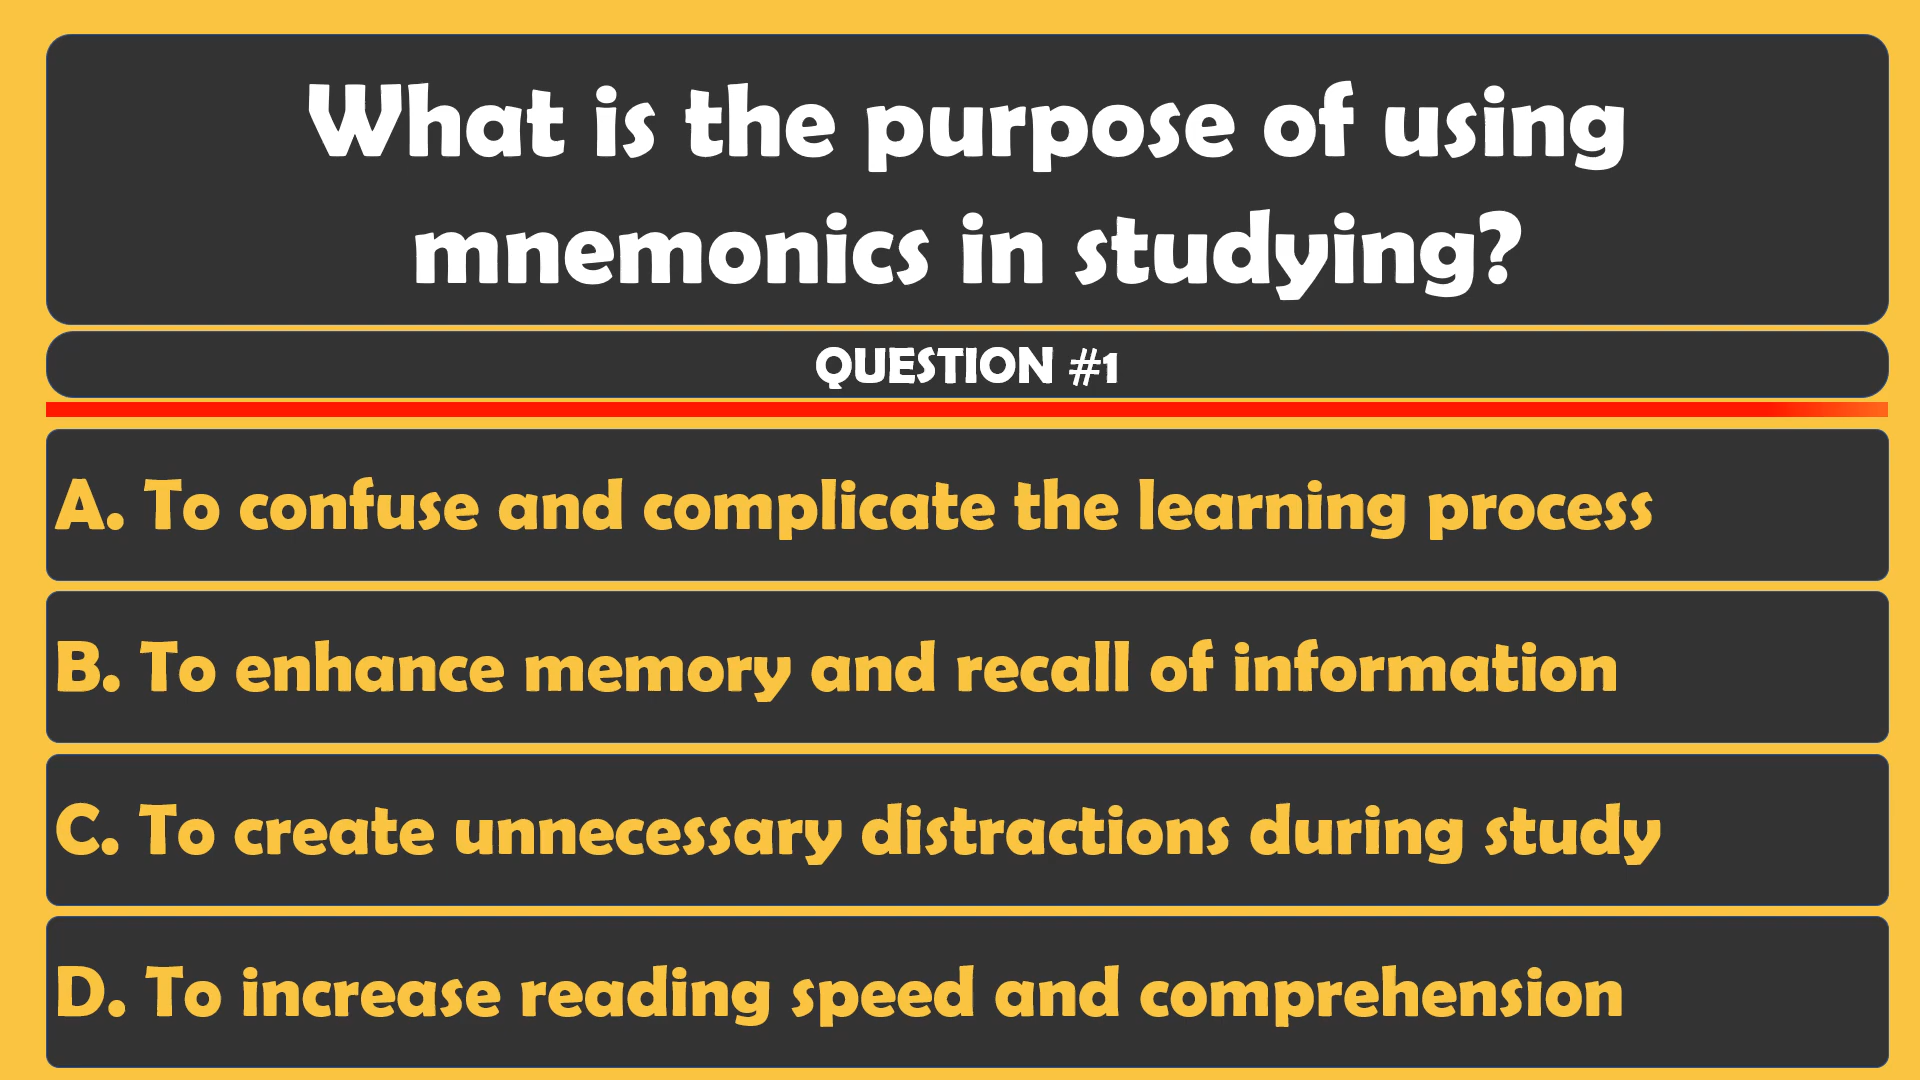 What is the purpose of using
mnemonics in studying?
QUESTION #1
A. To confuse and complicate the learning process
B. To enhance memory and recall of information
C. To create unnecessary distractions during study
D. To increase reading speed and comprehension